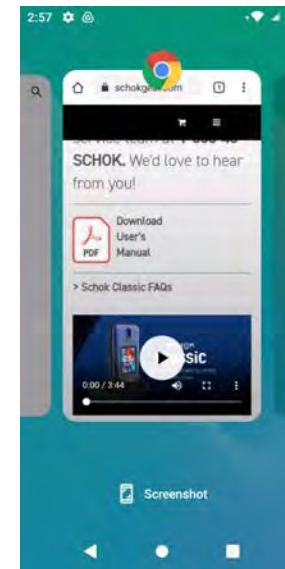 2:57
schokgear.com
1
SCHOK. We'd love to hear
from you!
Download
User's
PDF
Manual
> Schok Classic FAQs
0:00 / 3:44
Screenshot